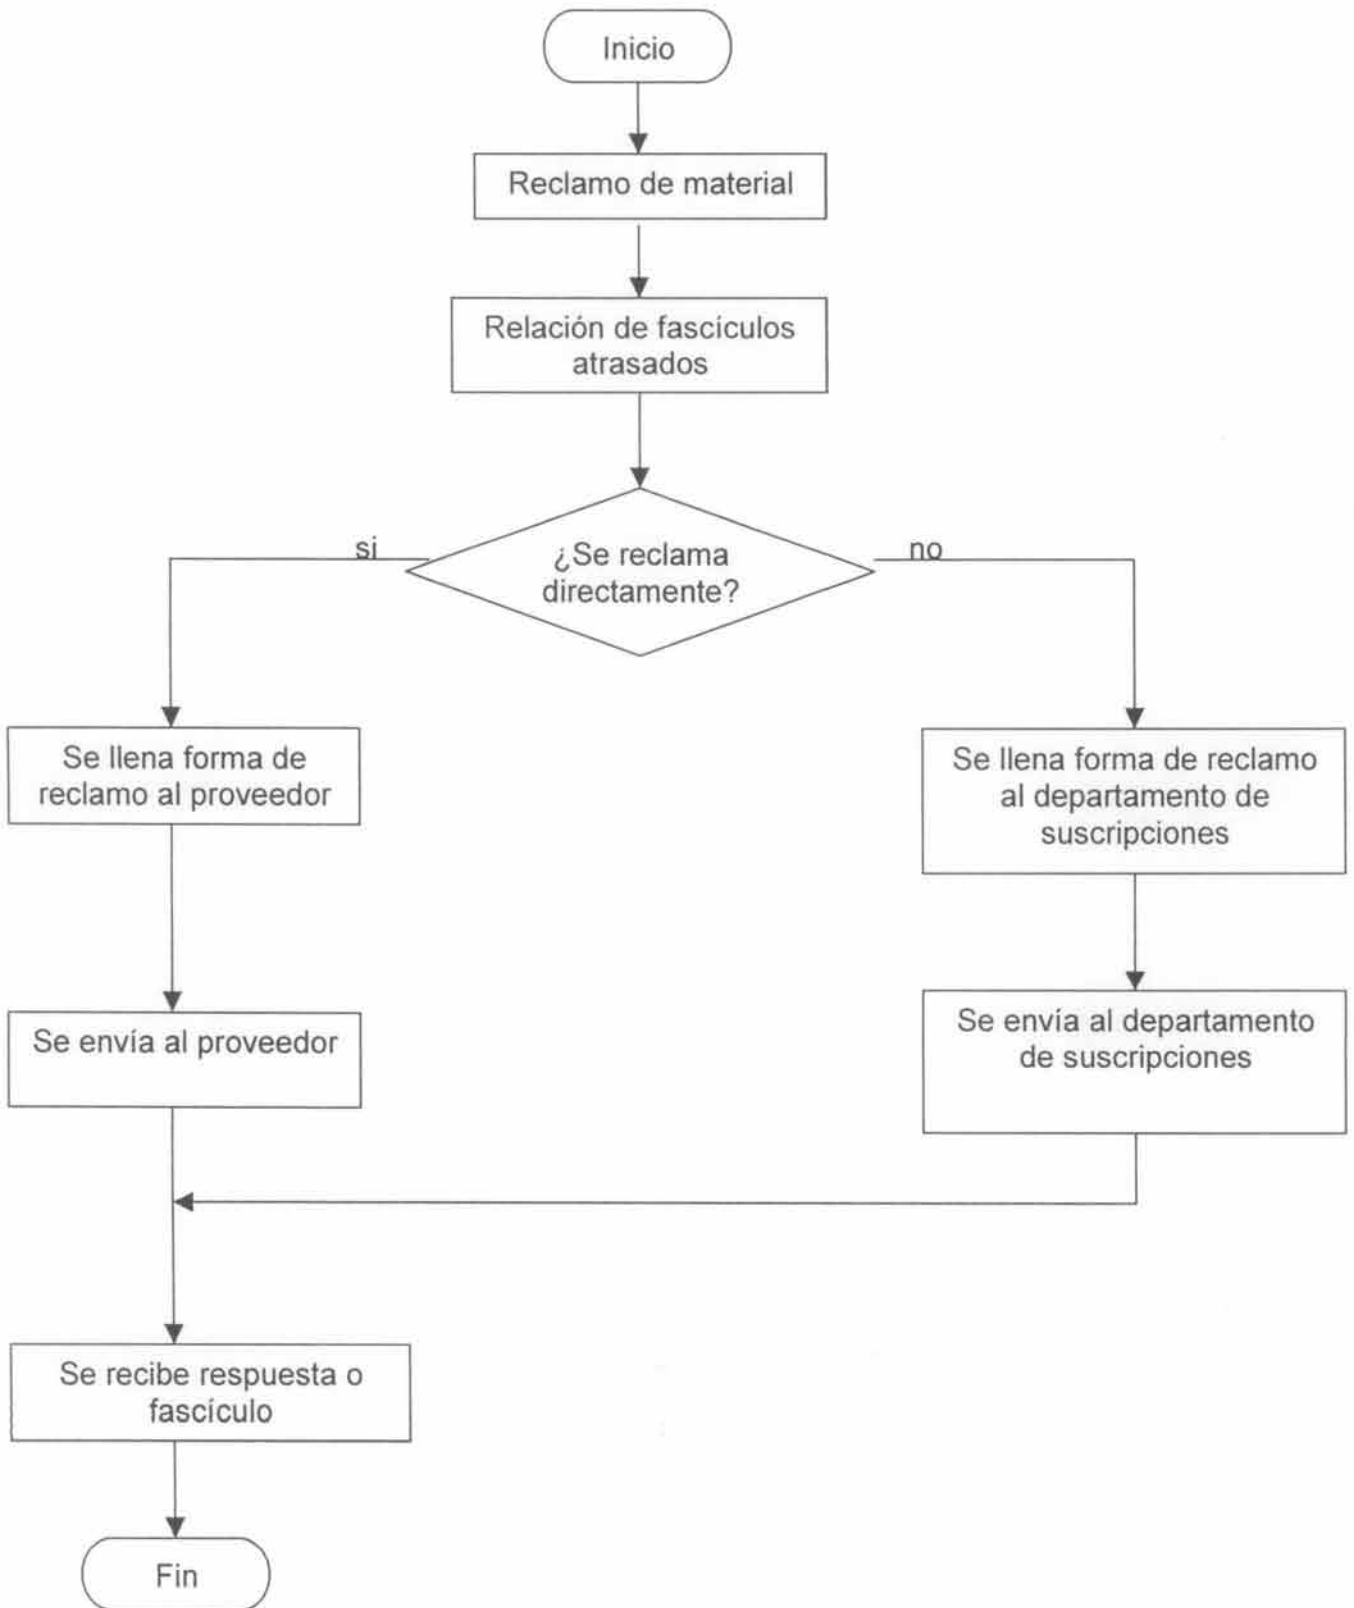 Inicio
Reclamo de material
Relación de fascículos
atrasados
si
¿Se reclama
directamente?
no
Se llena forma de
reclamo al proveedor
Se llena forma de reclamo
al departamento de
suscripciones
Se envía al proveedor
Se envía al departamento
de suscripciones
Se recibe respuesta o
fascículo
Fin